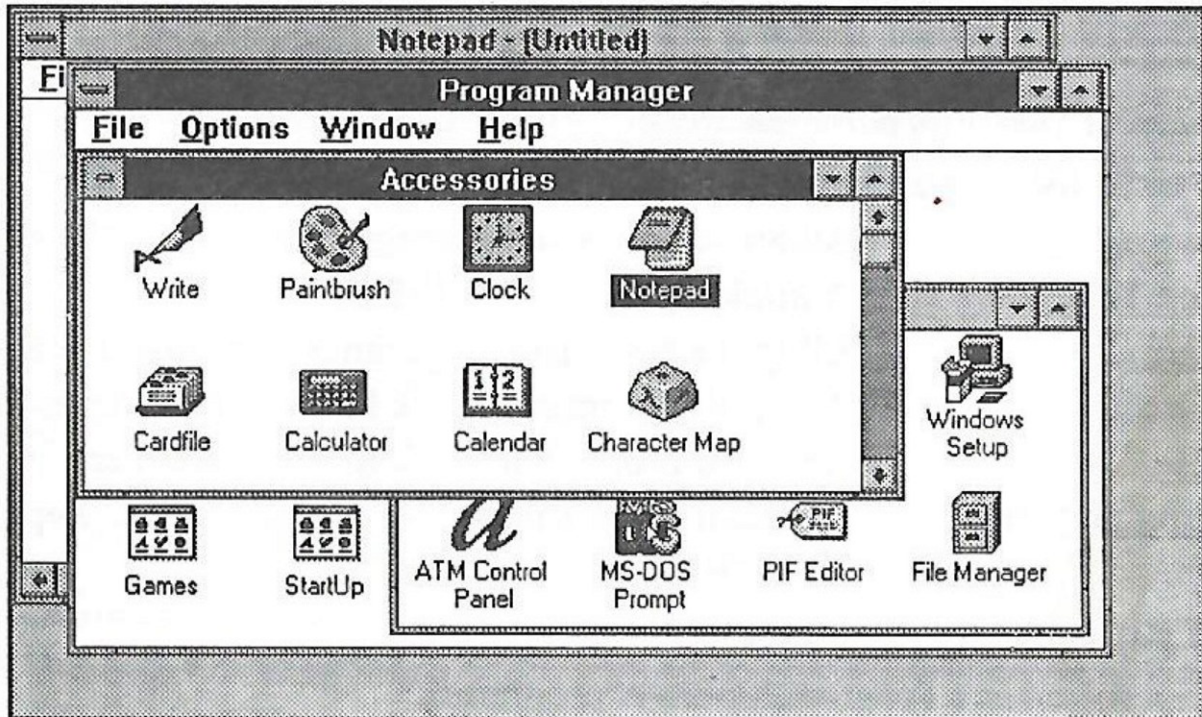 Notepad - [Untitled]
Fi
Program Manager
File Options Window Help
Accessories
Write Paintbrush Clock Notepad
Cardfile Calculator Calendar Character Map
Windows
Setup
Games StartUp ATM Control
Panel MS-DOS
Prompt PIF Editor File Manager